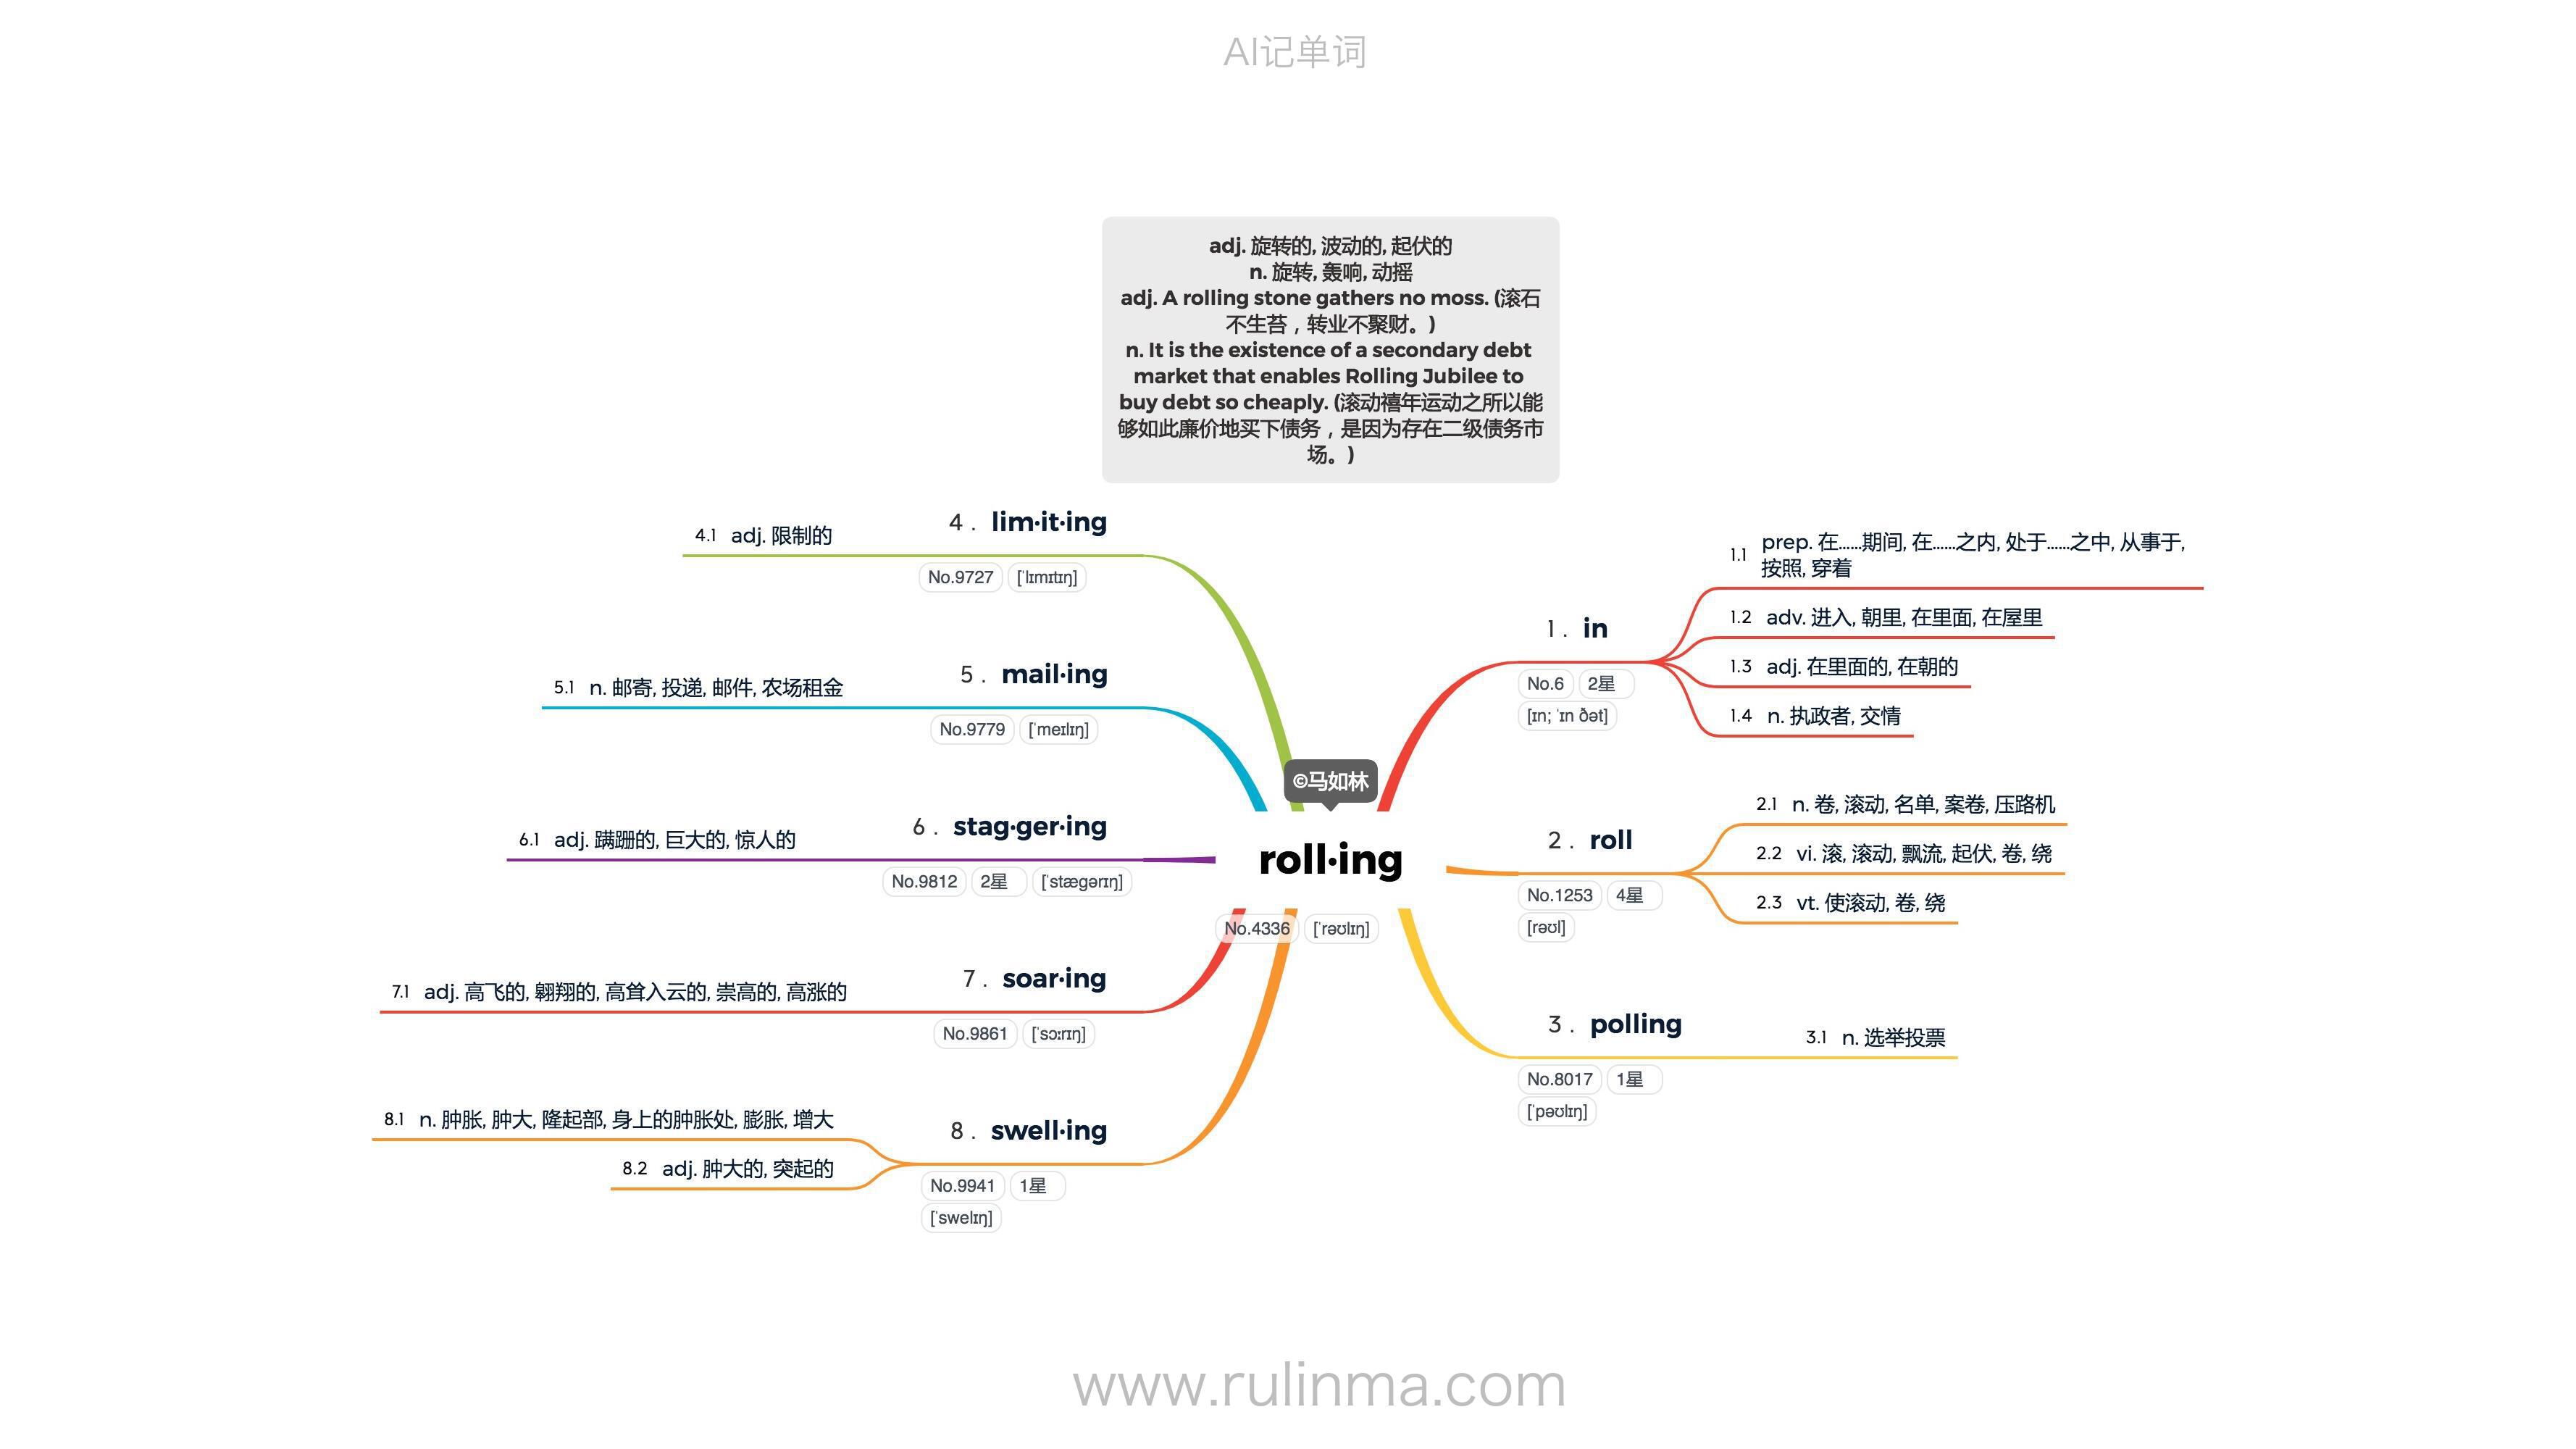 AI记单词
adj. 旋转的, 波动的, 起伏的
n. 旋转, 轰响, 动摇
adj. A rolling stone gathers no moss. (滚石
不生苔，转业不聚财。)
n. It is the existence of a secondary debt
market that enables Rolling Jubilee to
buy debt so cheaply. (滚动禧年运动之所以能
够如此廉价地买下债务，是因为存在二级债务市
场。)
©马如林
roll·ing
No.4336 [ˈrəʊlɪŋ]
1. in
No.6 2星
[ɪn; ˈɪn ðət]
1.1 prep. 在……期间, 在……之内, 处于……之中, 从事于,
按照, 穿着
1.2 adv. 进入, 朝里, 在里面, 在屋里
1.3 adj. 在里面的, 在朝的
1.4 n. 执政者, 交情
2. roll
No.1253 4星
[rəʊl]
2.1 n. 卷, 滚动, 名单, 案卷, 压路机
2.2 vi. 滚, 滚动, 飘流, 起伏, 卷, 绕
2.3 vt. 使滚动, 卷, 绕
3. polling
No.8017 1星
[ˈpəʊlɪŋ]
3.1 n. 选举投票
4. lim·it·ing
No.9727 [ˈlɪmɪtɪŋ]
4.1 adj. 限制的
5. mail·ing
No.9779 [ˈmeɪlɪŋ]
5.1 n. 邮寄, 投递, 邮件, 农场租金
6. stag·ger·ing
No.9812 2星 [ˈstægərɪŋ]
6.1 adj. 蹒跚的, 巨大的, 惊人的
7. soar·ing
No.9861 [ˈsɔːrɪŋ]
7.1 adj. 高飞的, 翱翔的, 高耸入云的, 崇高的, 高涨的
8. swell·ing
No.9941 1星
[ˈswelɪŋ]
8.1 n. 肿胀, 肿大, 隆起部, 身上的肿胀处, 膨胀, 增大
8.2 adj. 肿大的, 突起的
www.rulinma.com